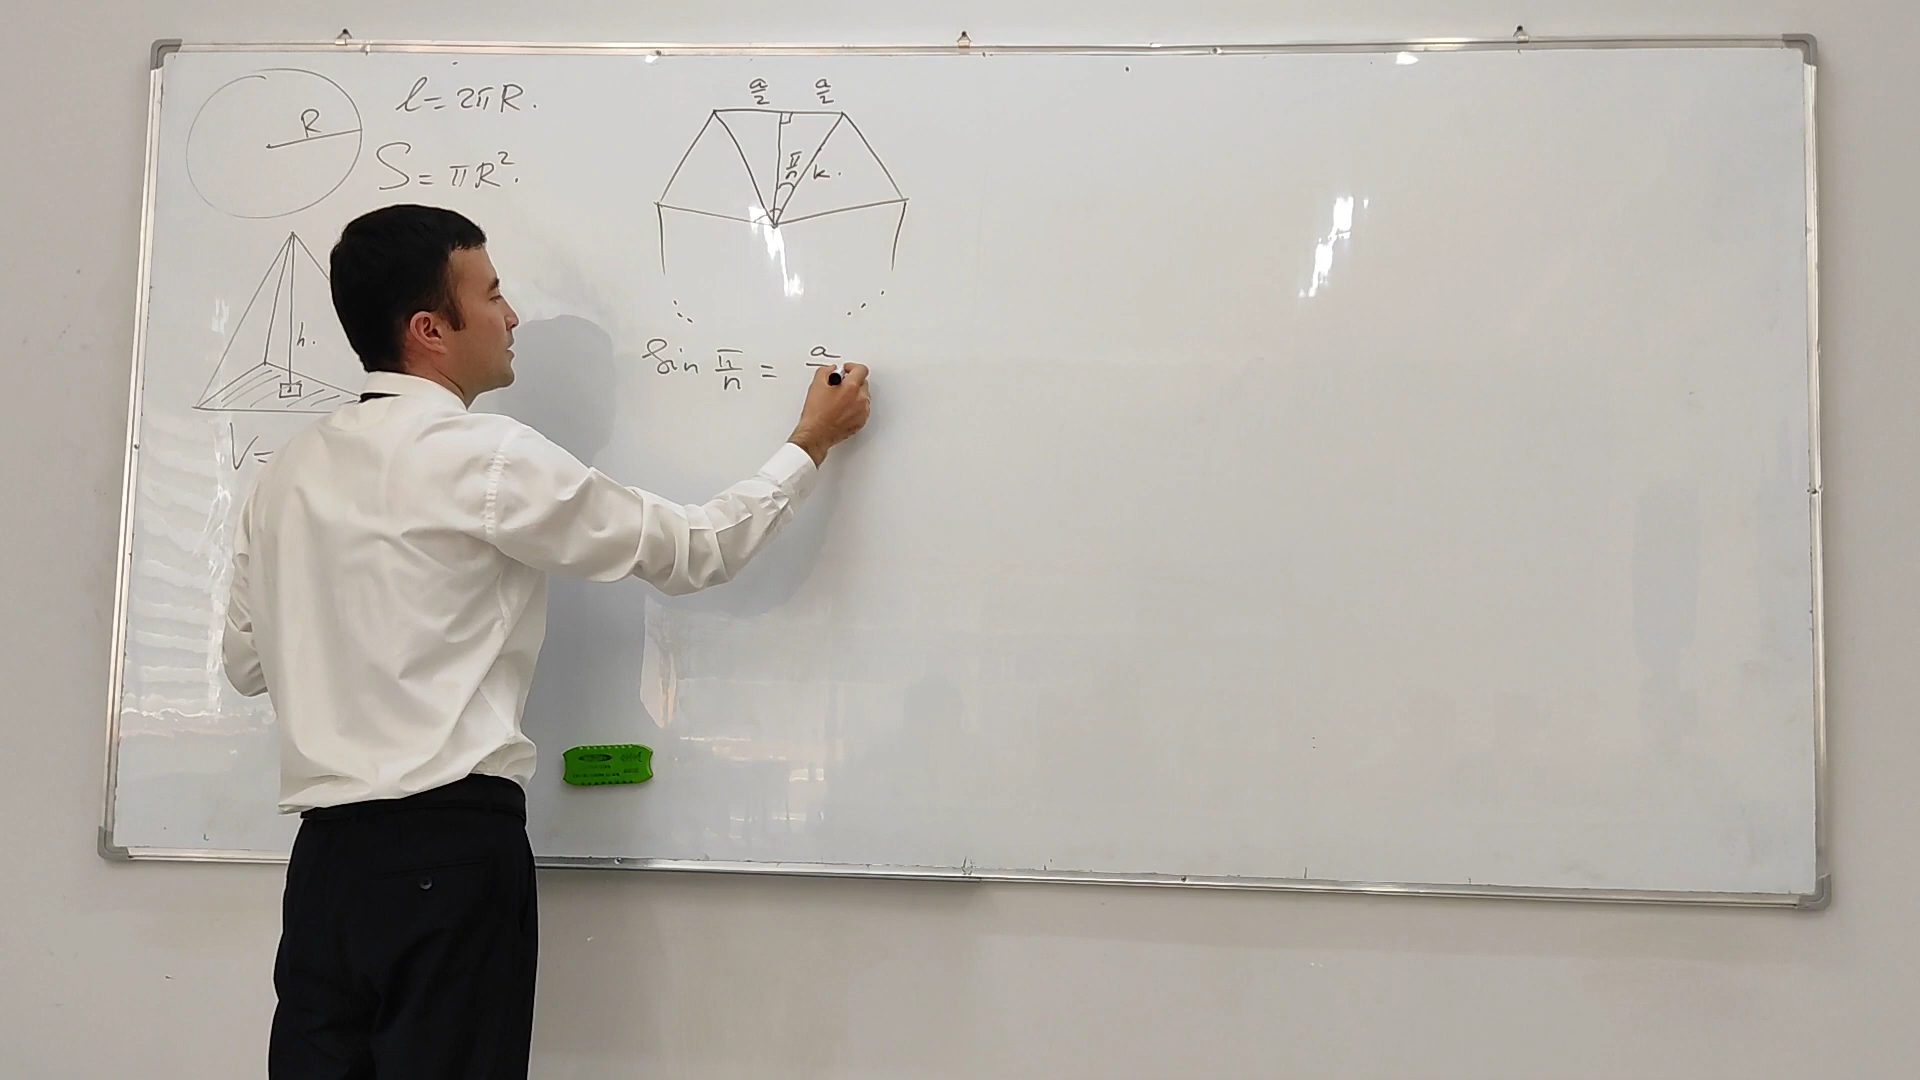 R
l = 2πR.
S = πR².
h.
V =
a/2 a/2
π/n k.
sin π/n = a